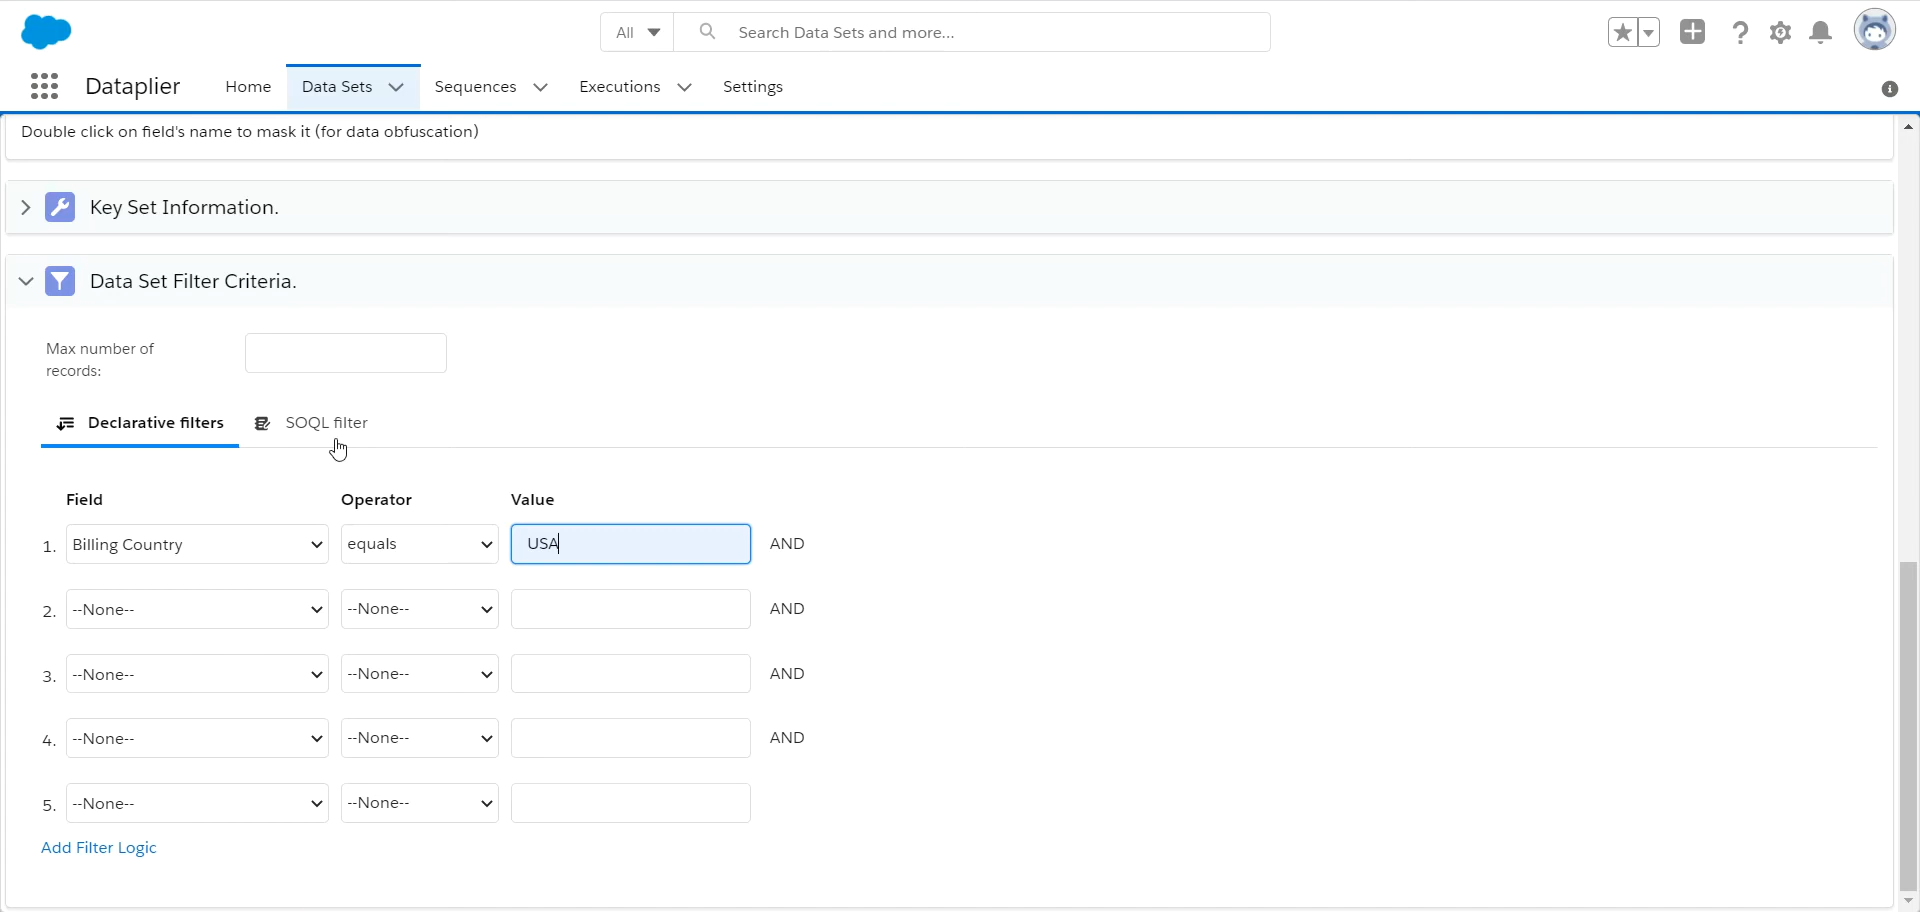 All
Search Data Sets and more...
Dataplier
Home
Data Sets
Sequences
Executions
Settings
Double click on field's name to mask it (for data obfuscation)
Key Set Information.
Data Set Filter Criteria.
Max number of
records:
Declarative filters
SOQL filter
Field Operator Value
1. Billing Country equals USA AND
2. --None-- --None-- AND
3. --None-- --None-- AND
4. --None-- --None-- AND
5. --None-- --None--
Add Filter Logic